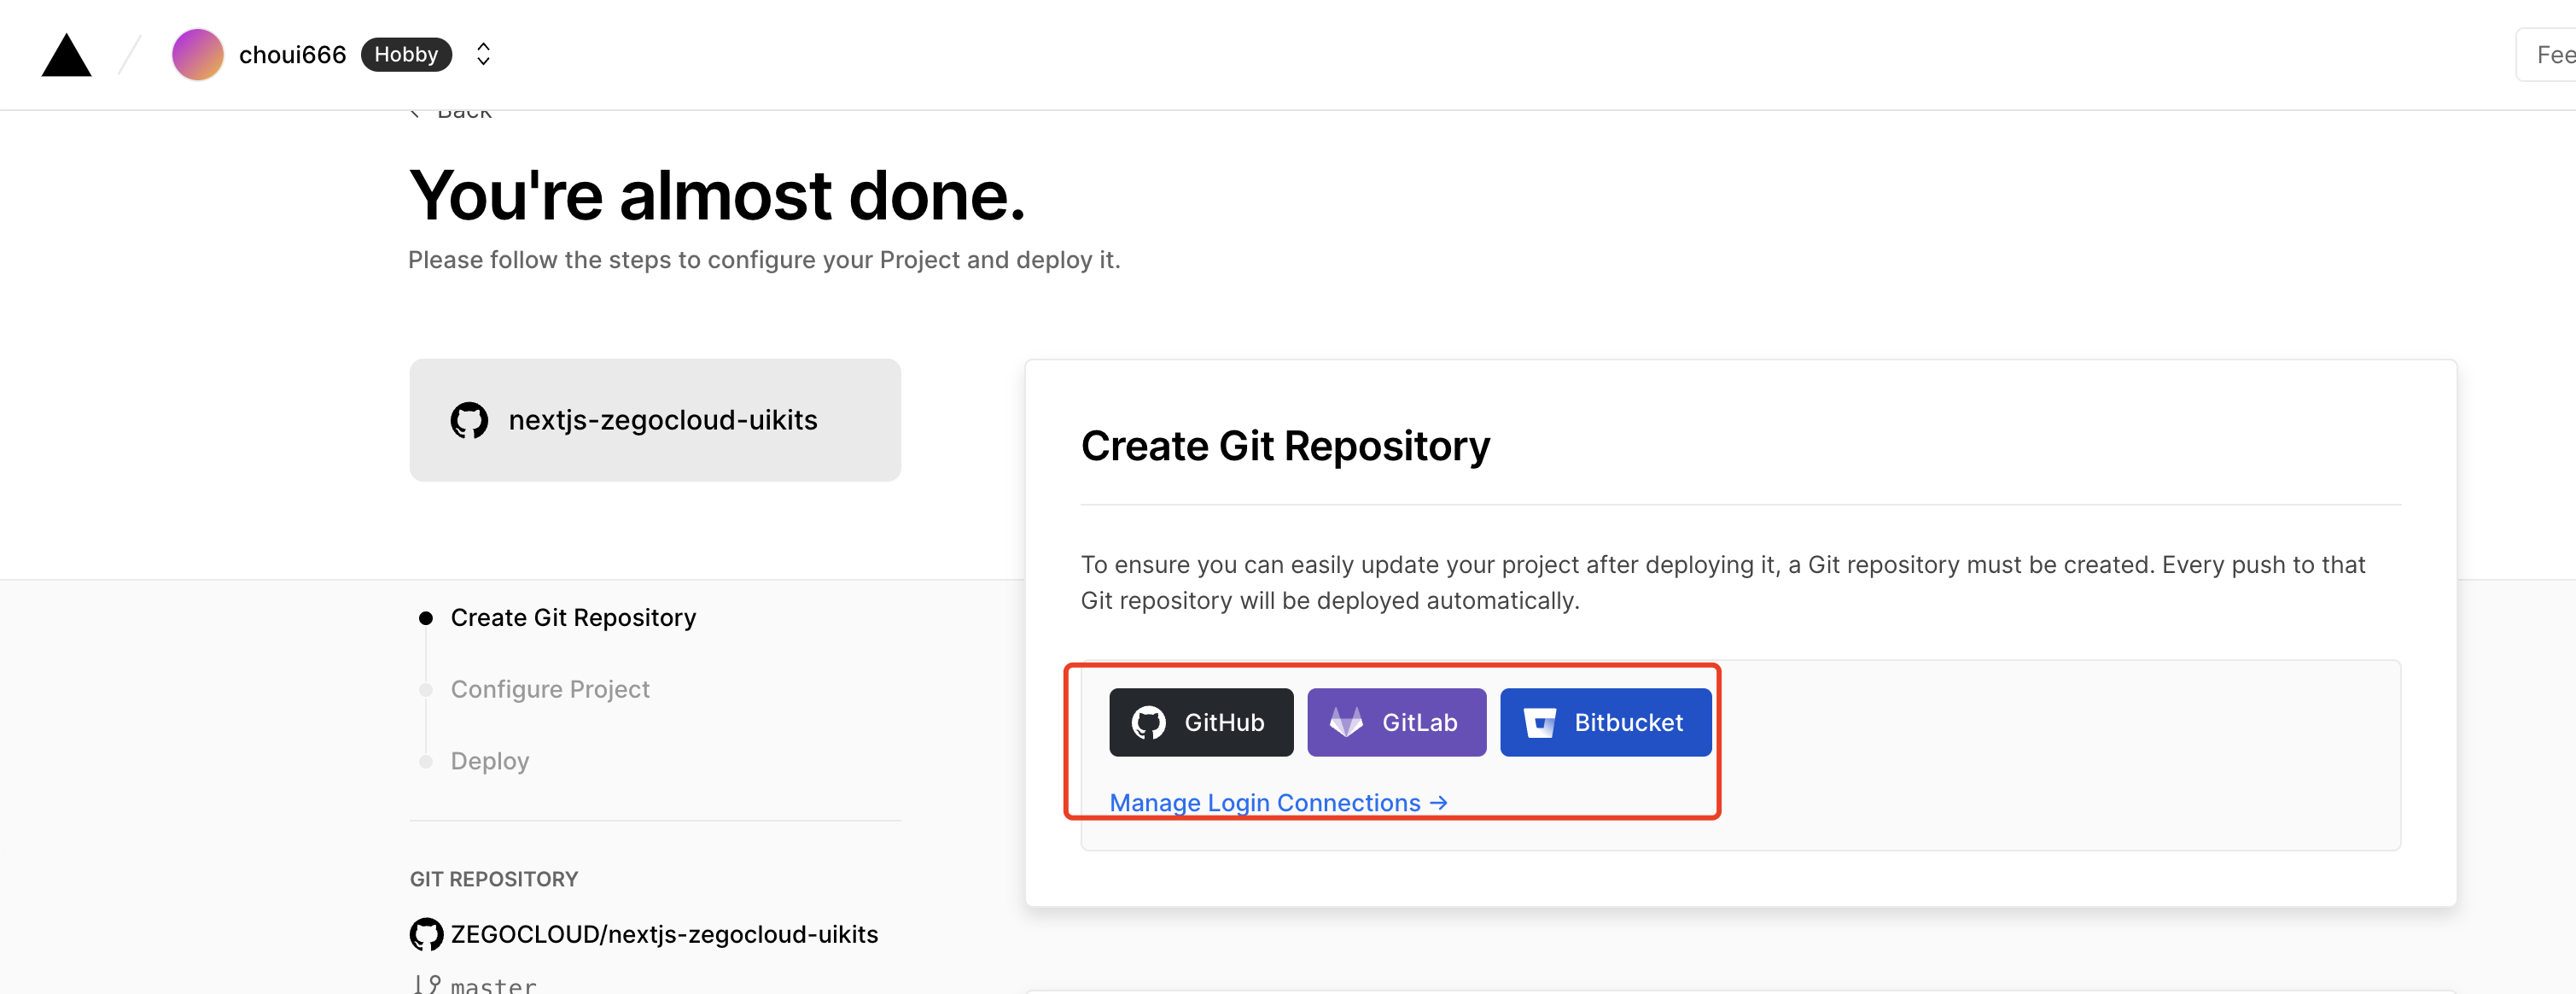 choui666 Hobby
Back
You're almost done.
Please follow the steps to configure your Project and deploy it.
nextjs-zegocloud-uikits
Create Git Repository
To ensure you can easily update your project after deploying it, a Git repository must be created. Every push to that
Git repository will be deployed automatically.
GitHub GitLab Bitbucket
Manage Login Connections →
Create Git Repository
Configure Project
Deploy
GIT REPOSITORY
ZEGOCLOUD/nextjs-zegocloud-uikits
master